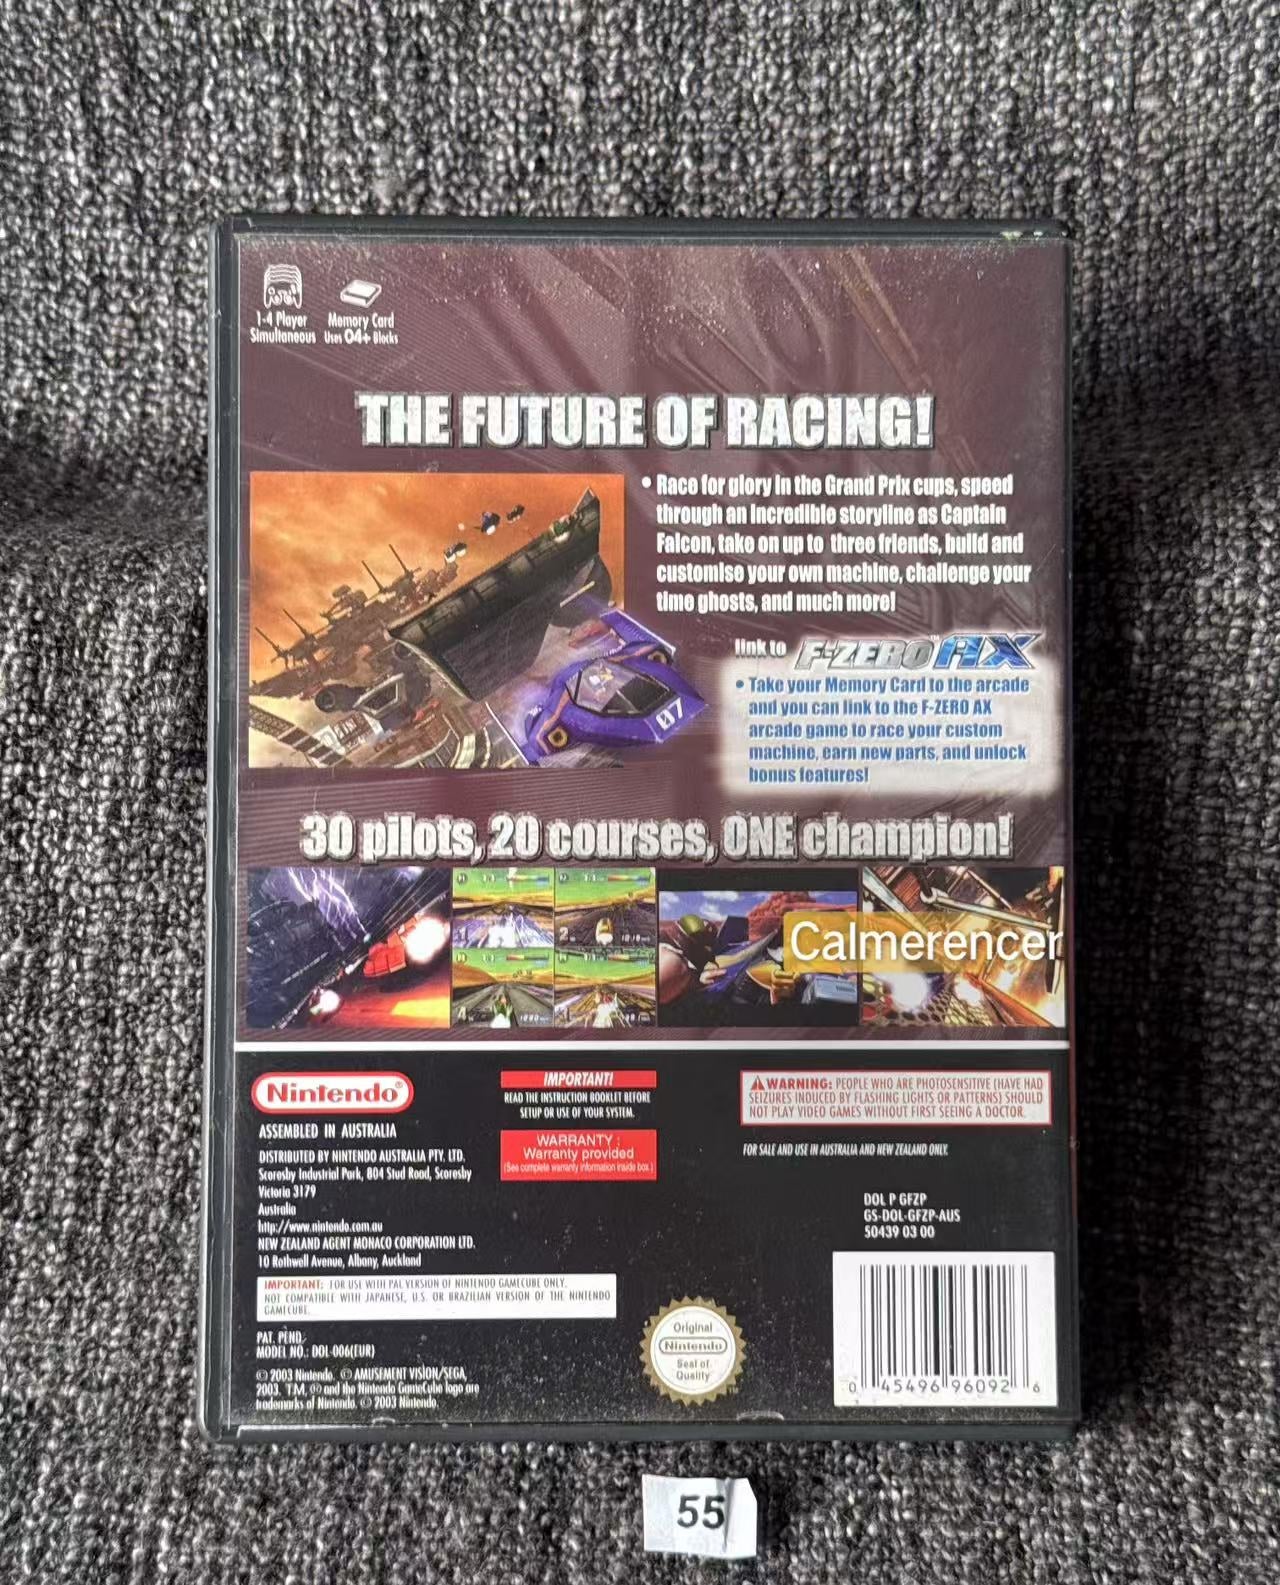 1-4 Player
Simultaneous
Memory Card
Uses 04+ Blocks
THE FUTURE OF RACING!
• Race for glory in the Grand Prix cups, speed
through an incredible storyline as Captain
Falcon, take on up to three friends, build and
customise your own machine, challenge your
time ghosts, and much more!
07
link to F-ZERO™ AX
• Take your Memory Card to the arcade
and you can link to the F-ZERO AX
arcade game to race your custom
machine, earn new parts, and unlock
bonus features!
30 pilots, 20 courses, ONE champion!
Calmerencer
Nintendo®
ASSEMBLED IN AUSTRALIA
DISTRIBUTED BY NINTENDO AUSTRALIA PTY. LTD.
Scoresby Industrial Park, 804 Stud Road, Scoresby
Victoria 3179
Australia
http://www.nintendo.com.au
NEW ZEALAND AGENT MONACO CORPORATION LTD.
10 Rothwell Avenue, Albany, Auckland
IMPORTANT: FOR USE WITH PAL VERSION OF NINTENDO GAMECUBE ONLY.
NOT COMPATIBLE WITH JAPANESE, U.S. OR BRAZILIAN VERSION OF THE NINTENDO
GAMECUBE.
PAT. PEND.
MODEL NO.: DOL-006(EUR)
© 2003 Nintendo. © AMUSEMENT VISION/SEGA,
2003. TM, ® and the Nintendo GameCube logo are
trademarks of Nintendo. © 2003 Nintendo.
IMPORTANT!
READ THE INSTRUCTION BOOKLET BEFORE
SETUP OR USE OF YOUR SYSTEM.
WARRANTY :
Warranty provided
(See complete warranty information inside box.)
WARNING: PEOPLE WHO ARE PHOTOSENSITIVE (HAVE HAD
SEIZURES INDUCED BY FLASHING LIGHTS OR PATTERNS) SHOULD
NOT PLAY VIDEO GAMES WITHOUT FIRST SEEING A DOCTOR.
FOR SALE AND USE IN AUSTRALIA AND NEW ZEALAND ONLY.
DOL P GFZP
GS-DOL-GFZP-AUS
50439 03 00
Original
Nintendo
Seal of
Quality
0 45496 96092 6
55